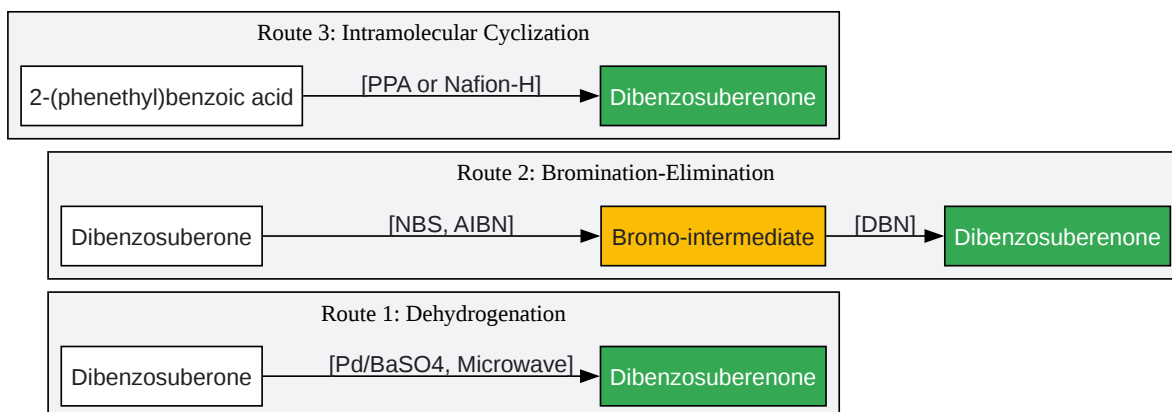 Route 3: Intramolecular Cyclization
2-(phenethyl)benzoic acid
[PPA or Nafion-H]
Dibenzosuberenone
Route 2: Bromination-Elimination
Dibenzosuberone
[NBS, AIBN]
Bromo-intermediate
[DBN]
Dibenzosuberenone
Route 1: Dehydrogenation
Dibenzosuberone
[Pd/BaSO4, Microwave]
Dibenzosuberenone